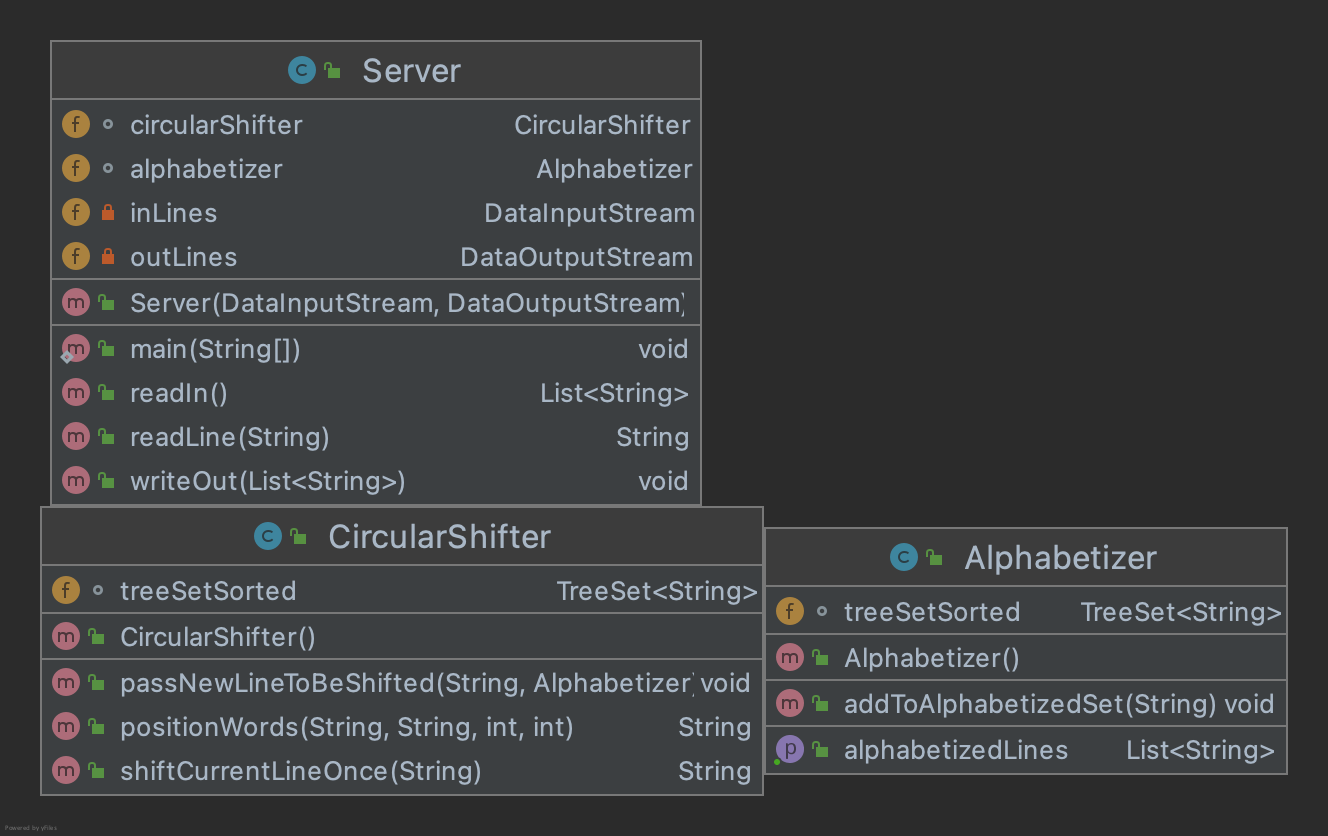 Server
circularShifter CircularShifter
alphabetizer Alphabetizer
inLines DataInputStream
outLines DataOutputStream
Server(DataInputStream, DataOutputStream)
main(String[]) void
readIn() List<String>
readLine(String) String
writeOut(List<String>) void
CircularShifter
treeSetSorted TreeSet<String>
CircularShifter()
passNewLineToBeShifted(String, Alphabetizer) void
positionWords(String, String, int, int) String
shiftCurrentLineOnce(String) String
Alphabetizer
treeSetSorted TreeSet<String>
Alphabetizer()
addToAlphabetizedSet(String) void
alphabetizedLines List<String>
Powered by yFiles